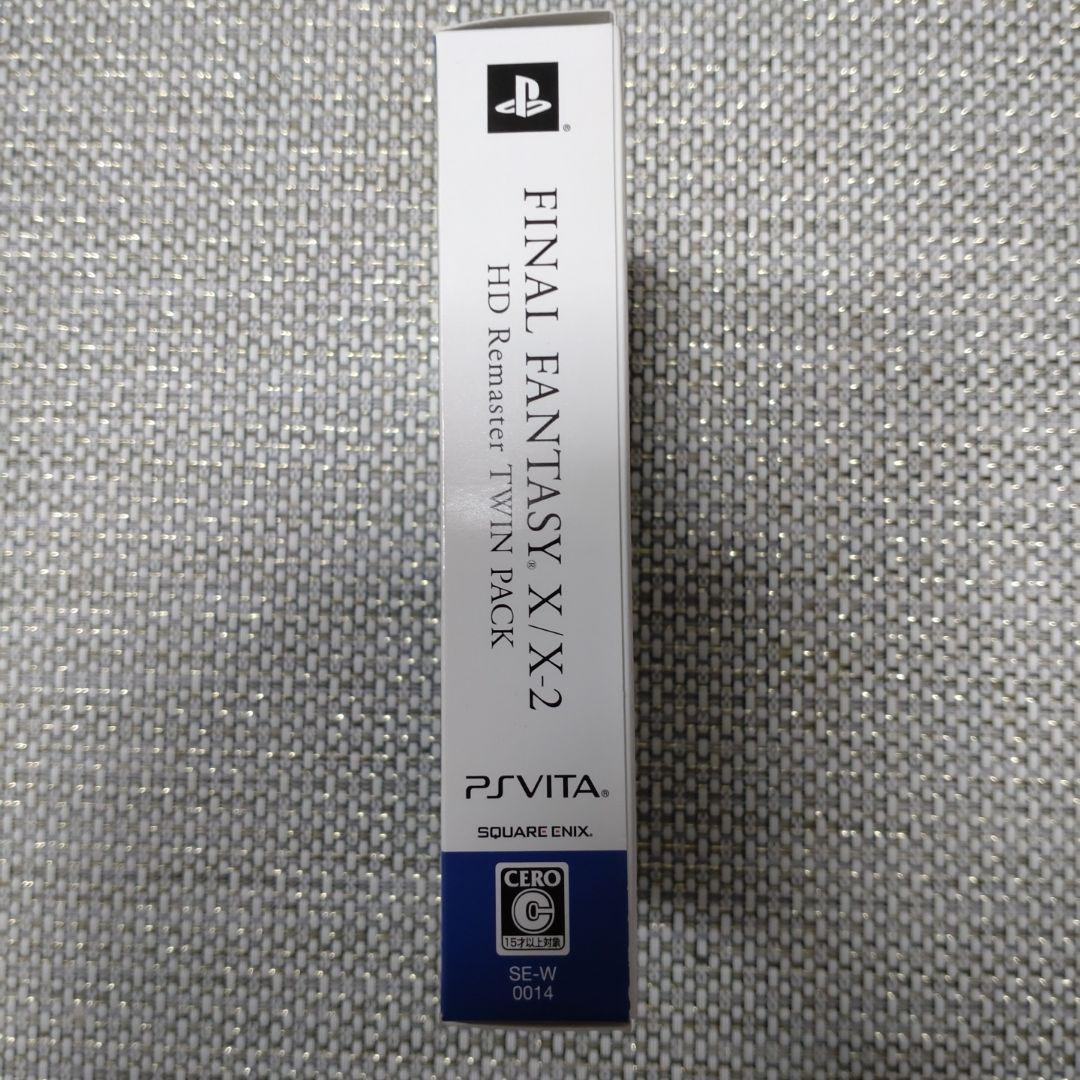 FINAL FANTASY® X/X-2
HD Remaster TWIN PACK
PSVITA®
SQUARE ENIX®
CERO
C
15才以上対象
SE-W
0014